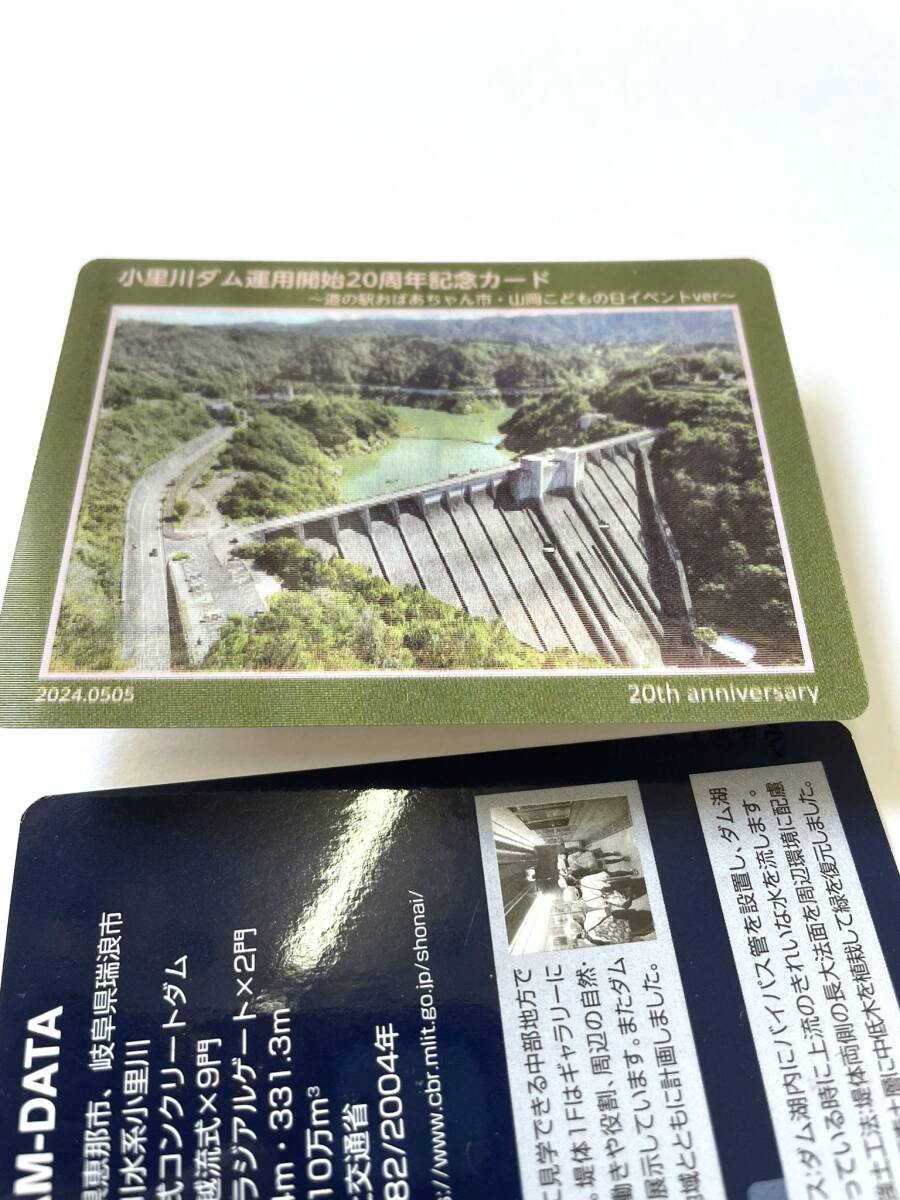 小里川ダム運用開始20周年記念カード
～道の駅おばあちゃん市・山岡こどもの日イベントver～
2024.0505
20th anniversary
AM-DATA
県恵那市、岐阜県瑞浪市
川水系小里川
式コンクリートダム
越流式×9門
ラジアルゲート×2門
4m・331.3m
10万m³
交通省
82/2004年
s://www.cbr.mlit.go.jp/shonai/
に見学できる中部地方で
。堤体1Fはギャラリーに
動きや役割、周辺の自然・
展示しています。またダム
域とともに計画しました。
ス:ダム湖内にバイパス管を設置し、ダム湖
っている時に上流のきれいな水を流します。
工法:堤体両側の長大法面を周辺環境に配慮
層に中低木を植栽して緑を復元しました。